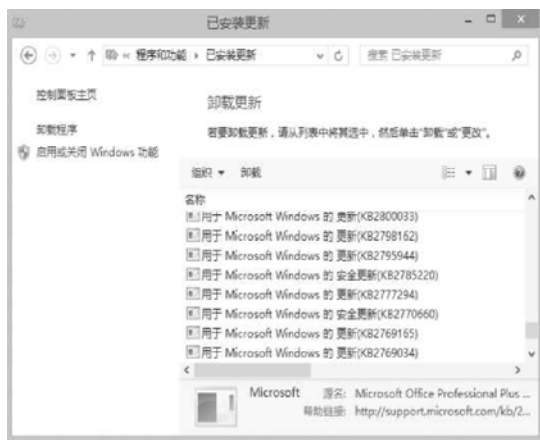 已安装更新
« 程序和功能 ▸ 已安装更新
搜索 已安装更新
控制面板主页
卸载程序
启用或关闭 Windows 功能
卸载更新
若要卸载更新，请从列表中将其选中，然后单击"卸载"或"更改"。
组织 ▾ 卸载
名称
用于 Microsoft Windows 的 更新(KB2800033)
用于 Microsoft Windows 的 更新(KB2798162)
用于 Microsoft Windows 的 更新(KB2795944)
用于 Microsoft Windows 的 安全更新(KB2785220)
用于 Microsoft Windows 的 更新(KB2777294)
用于 Microsoft Windows 的 安全更新(KB2770660)
用于 Microsoft Windows 的 更新(KB2769165)
用于 Microsoft Windows 的 更新(KB2769034)
Microsoft 源名: Microsoft Office Professional Plus ...
帮助链接: http://support.microsoft.com/kb/2...